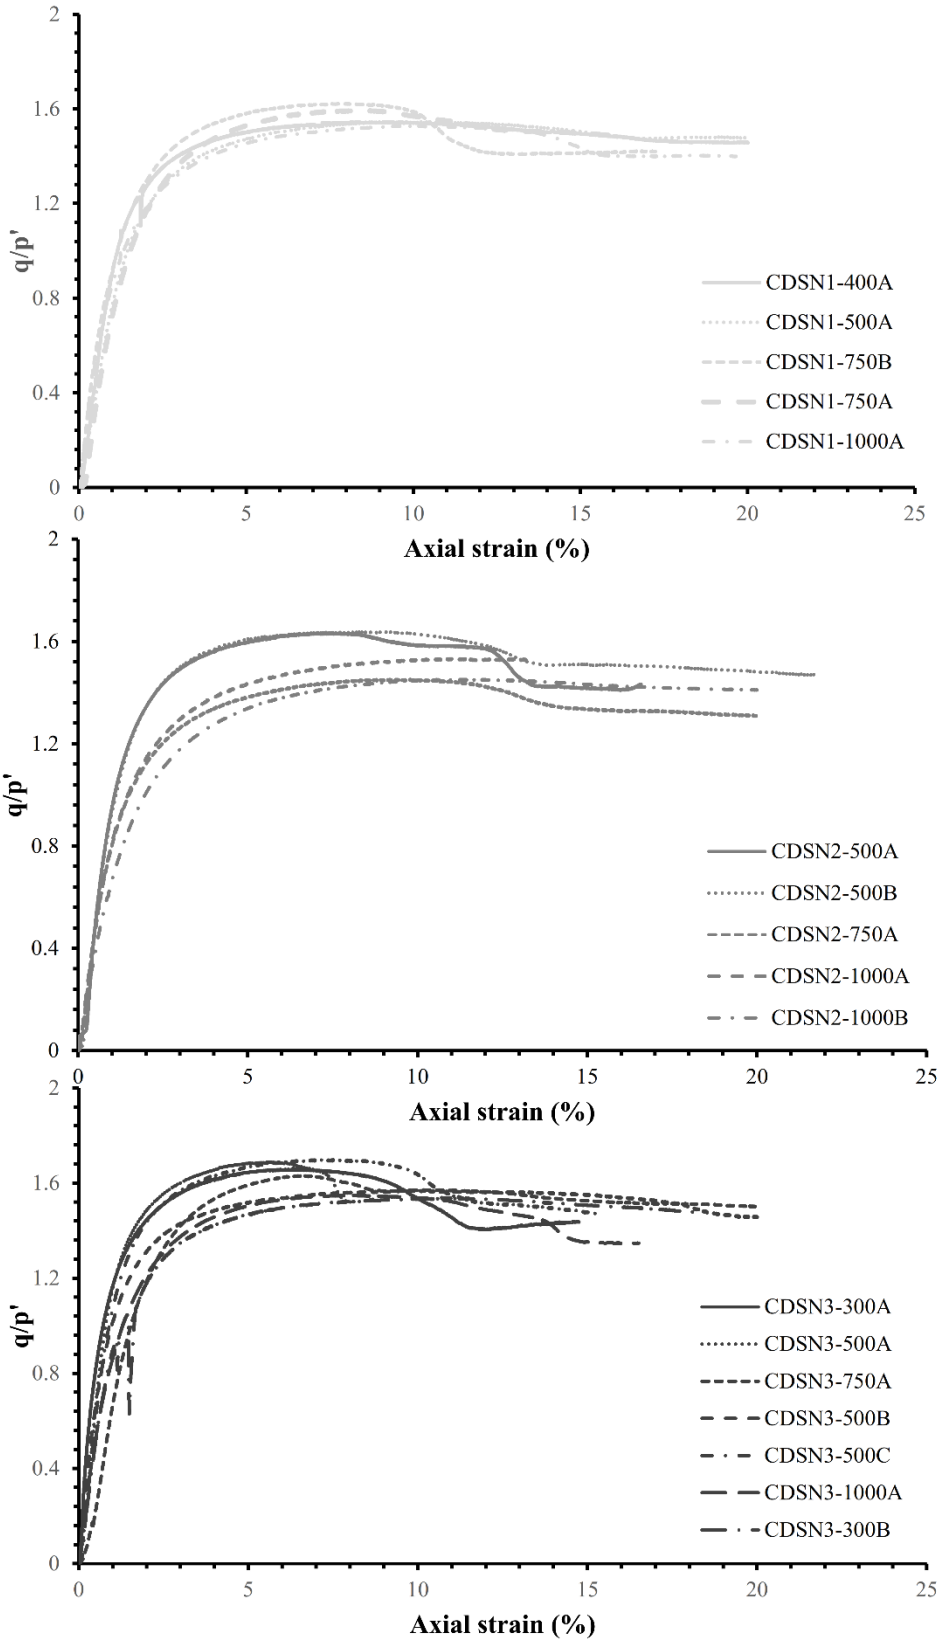 2
1.6
1.2
q/p'
0.8
0.4
0
CDSN1-400A
CDSN1-500A
CDSN1-750B
CDSN1-750A
CDSN1-1000A
0 5 10 15 20 25
Axial strain (%)
2
1.6
1.2
q/p'
0.8
0.4
0
CDSN2-500A
CDSN2-500B
CDSN2-750A
CDSN2-1000A
CDSN2-1000B
0 5 10 15 20 25
Axial strain (%)
2
1.6
1.2
q/p'
0.8
0.4
0
CDSN3-300A
CDSN3-500A
CDSN3-750A
CDSN3-500B
CDSN3-500C
CDSN3-1000A
CDSN3-300B
0 5 10 15 20 25
Axial strain (%)